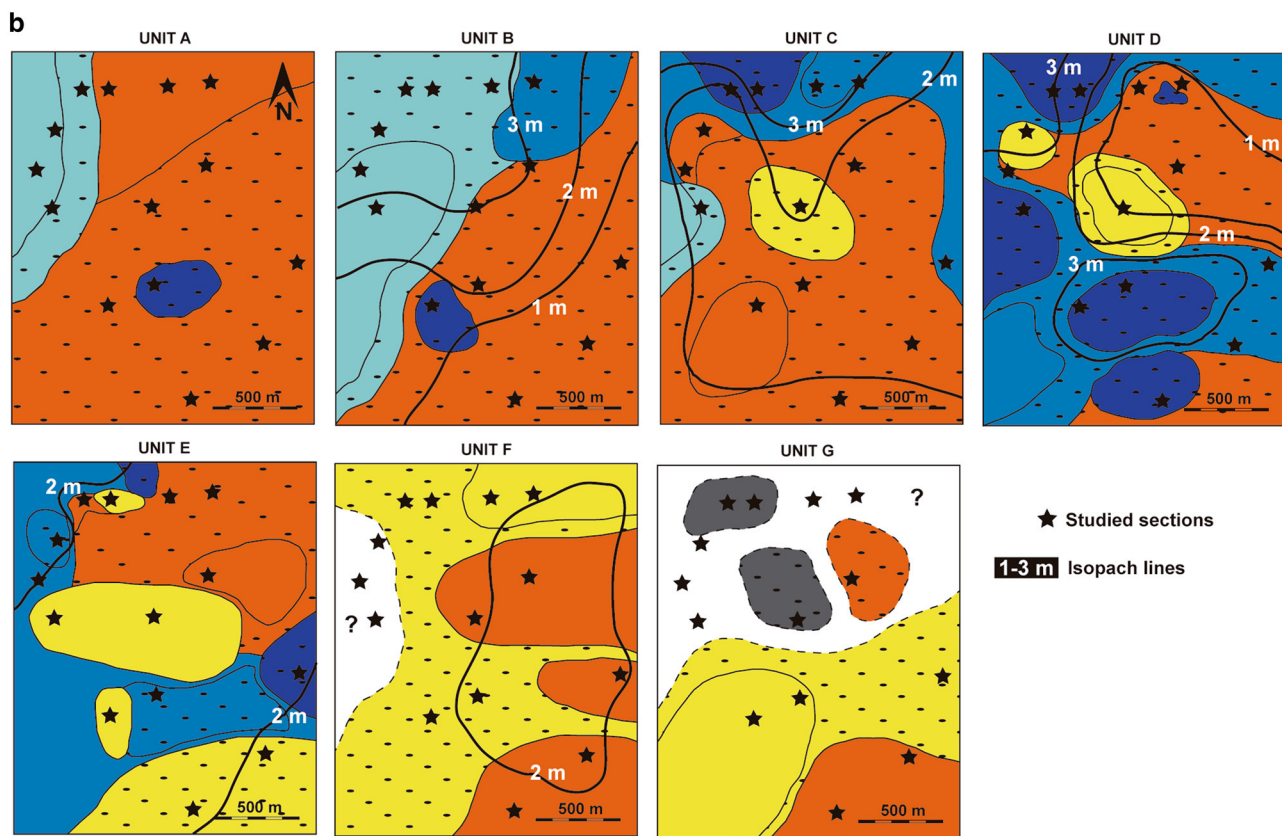 b
UNIT A
UNIT B
UNIT C
UNIT D
N
3 m
2 m
1 m
500 m
500 m
2 m
3 m
500 m
3 m
1 m
2 m
3 m
500 m
UNIT E
UNIT F
UNIT G
2 m
2 m
500 m
?
2 m
500 m
?
500 m
Studied sections
1-3 m Isopach lines